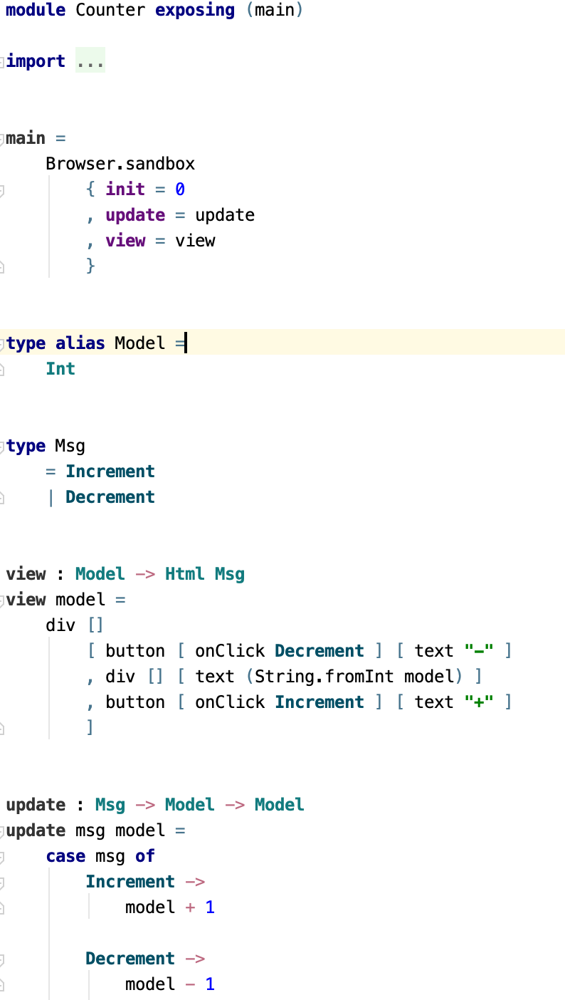 module Counter exposing (main)
import ...
main =
    Browser.sandbox
        { init = 0
        , update = update
        , view = view
        }
type alias Model =
    Int
type Msg
    = Increment
    | Decrement
view : Model -> Html Msg
view model =
    div []
        [ button [ onClick Decrement ] [ text "-" ]
        , div [] [ text (String.fromInt model) ]
        , button [ onClick Increment ] [ text "+" ]
        ]
update : Msg -> Model -> Model
update msg model =
    case msg of
        Increment ->
            model + 1
        Decrement ->
            model - 1